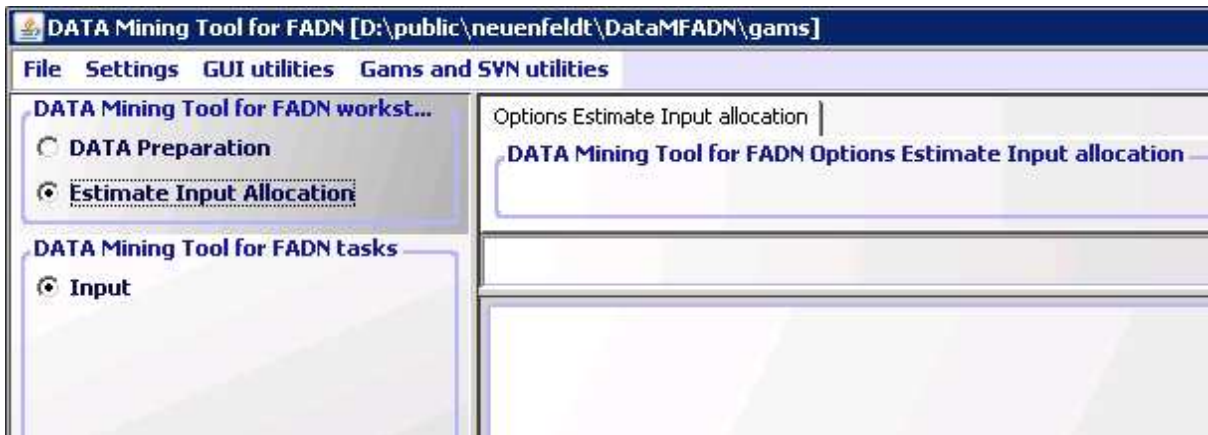 DATA Mining Tool for FADN [D:\public\neuenfeldt\DataMFADN\gams]
File Settings GUI utilities Gams and SVN utilities
DATA Mining Tool for FADN workst...
DATA Preparation
Estimate Input Allocation
DATA Mining Tool for FADN tasks
Input
Options Estimate Input allocation
DATA Mining Tool for FADN Options Estimate Input allocation